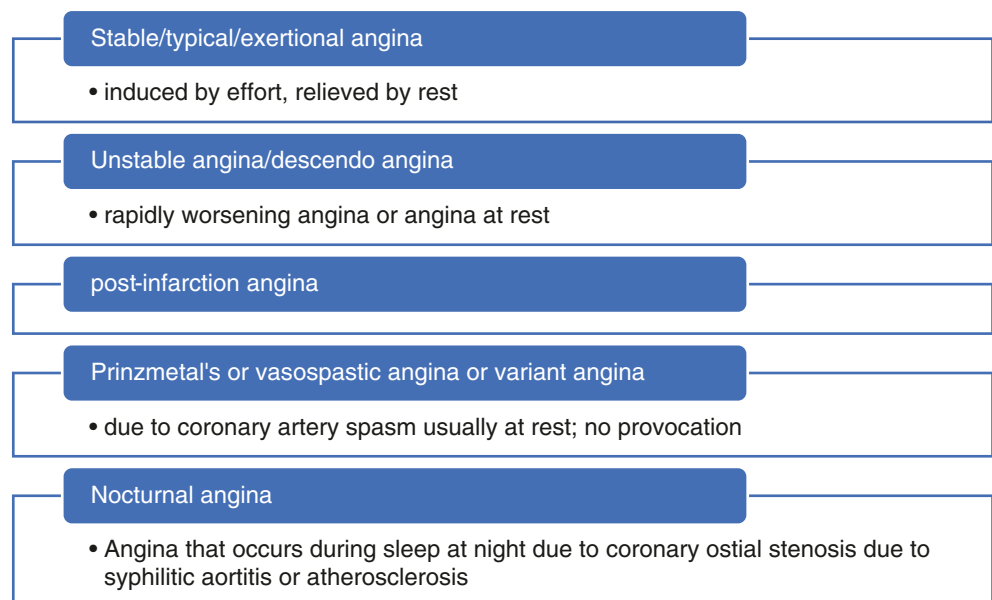 Stable/typical/exertional angina
• induced by effort, relieved by rest
Unstable angina/descendo angina
• rapidly worsening angina or angina at rest
post-infarction angina
Prinzmetal's or vasospastic angina or variant angina
• due to coronary artery spasm usually at rest; no provocation
Nocturnal angina
• Angina that occurs during sleep at night due to coronary ostial stenosis due to
syphilitic aortitis or atherosclerosis